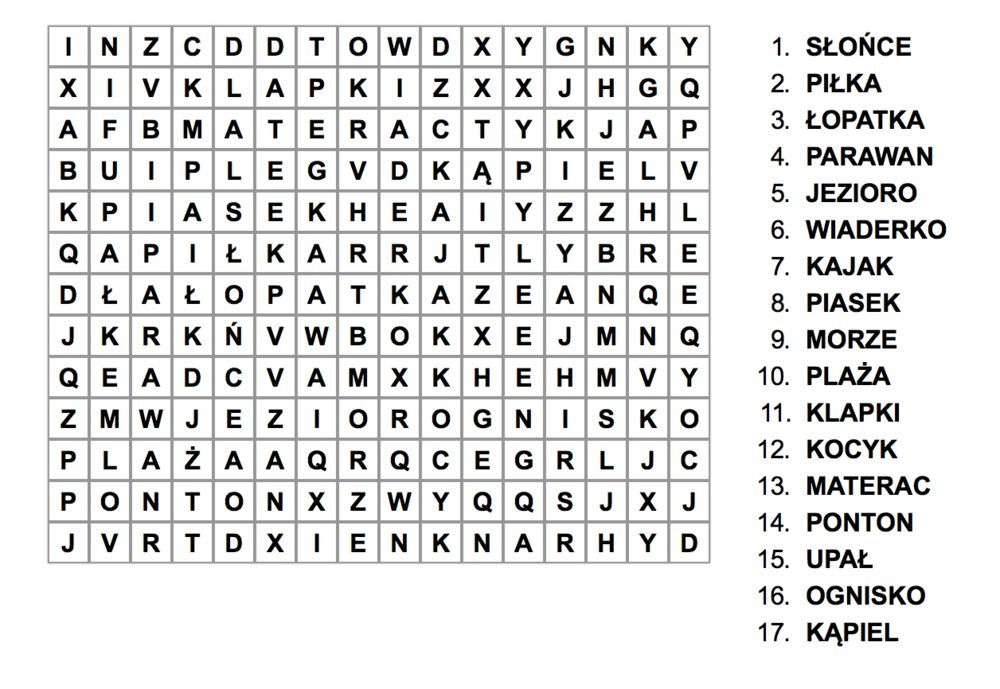 I N Z C D D T O W D X Y G N K Y
X I V K L A P K I Z X X J H G Q
A F B M A T E R A C T Y K J A P
B U I P L E G V D K Ą P I E L V
K P I A S E K H E A I Y Z Z H L
Q A P I Ł K A R R J T L Y B R E
D Ł A Ł O P A T K A Z E A N Q E
J K R K Ń V W B O K X E J M N Q
Q E A D C V A M X K H E H M V Y
Z M W J E Z I O R O G N I S K O
P L A Ż A A Q R Q C E G R L J C
P O N T O N X Z W Y Q Q S J X J
J V R T D X I E N K N A R H Y D
1. SŁOŃCE
2. PIŁKA
3. ŁOPATKA
4. PARAWAN
5. JEZIORO
6. WIADERKO
7. KAJAK
8. PIASEK
9. MORZE
10. PLAŻA
11. KLAPKI
12. KOCYK
13. MATERAC
14. PONTON
15. UPAŁ
16. OGNISKO
17. KĄPIEL